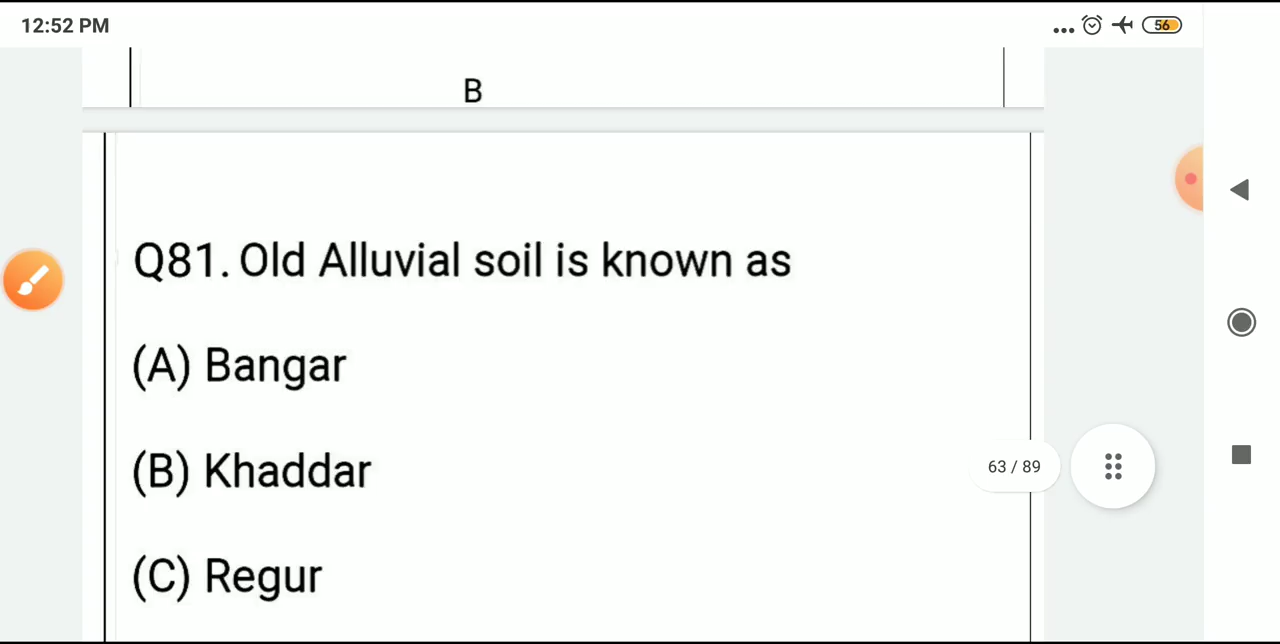 12:52 PM
56
B
Q81. Old Alluvial soil is known as
(A) Bangar
(B) Khaddar
63 / 89
(C) Regur